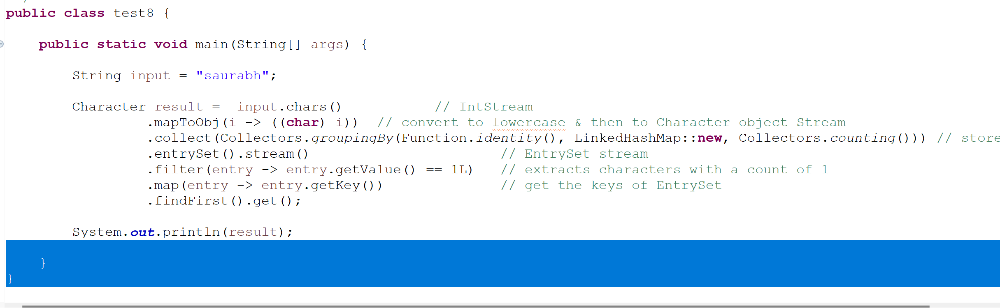 public class test8 {
public static void main(String[] args) {
String input = "saurabh";
Character result =  input.chars()           // IntStream
.mapToObj(i -> ((char) i))  // convert to lowercase & then to Character object Stream
.collect(Collectors.groupingBy(Function.identity(), LinkedHashMap::new, Collectors.counting())) // store
.entrySet().stream()                       // EntrySet stream
.filter(entry -> entry.getValue() == 1L)   // extracts characters with a count of 1
.map(entry -> entry.getKey())              // get the keys of EntrySet
.findFirst().get();
System.out.println(result);
}
}